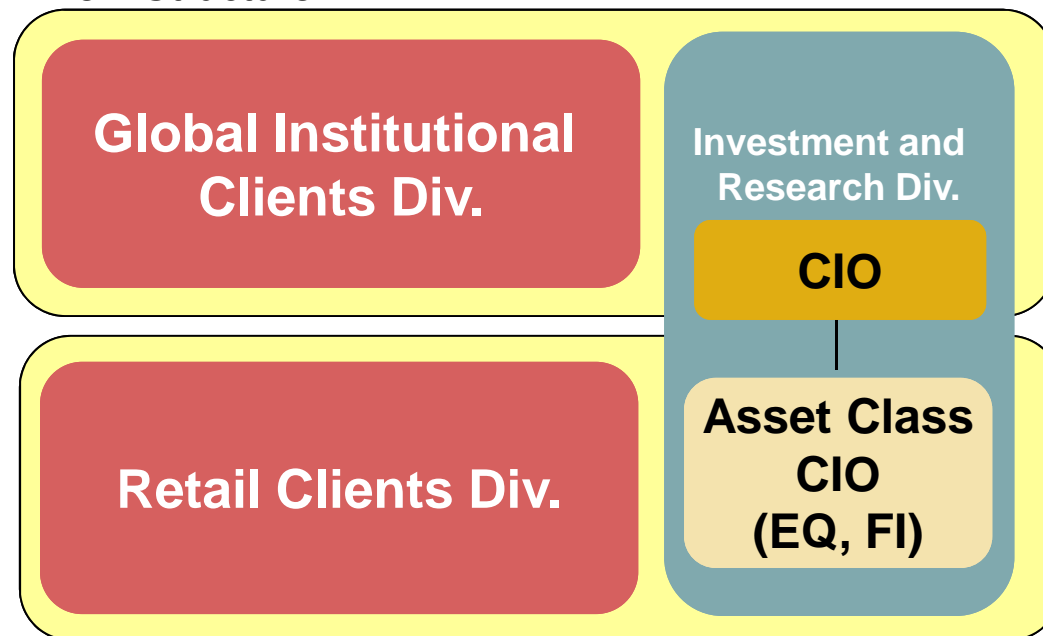 Global Institutional
Clients Div.
Investment and
Research Div.
CIO
Retail Clients Div.
Asset Class
CIO
(EQ, FI)